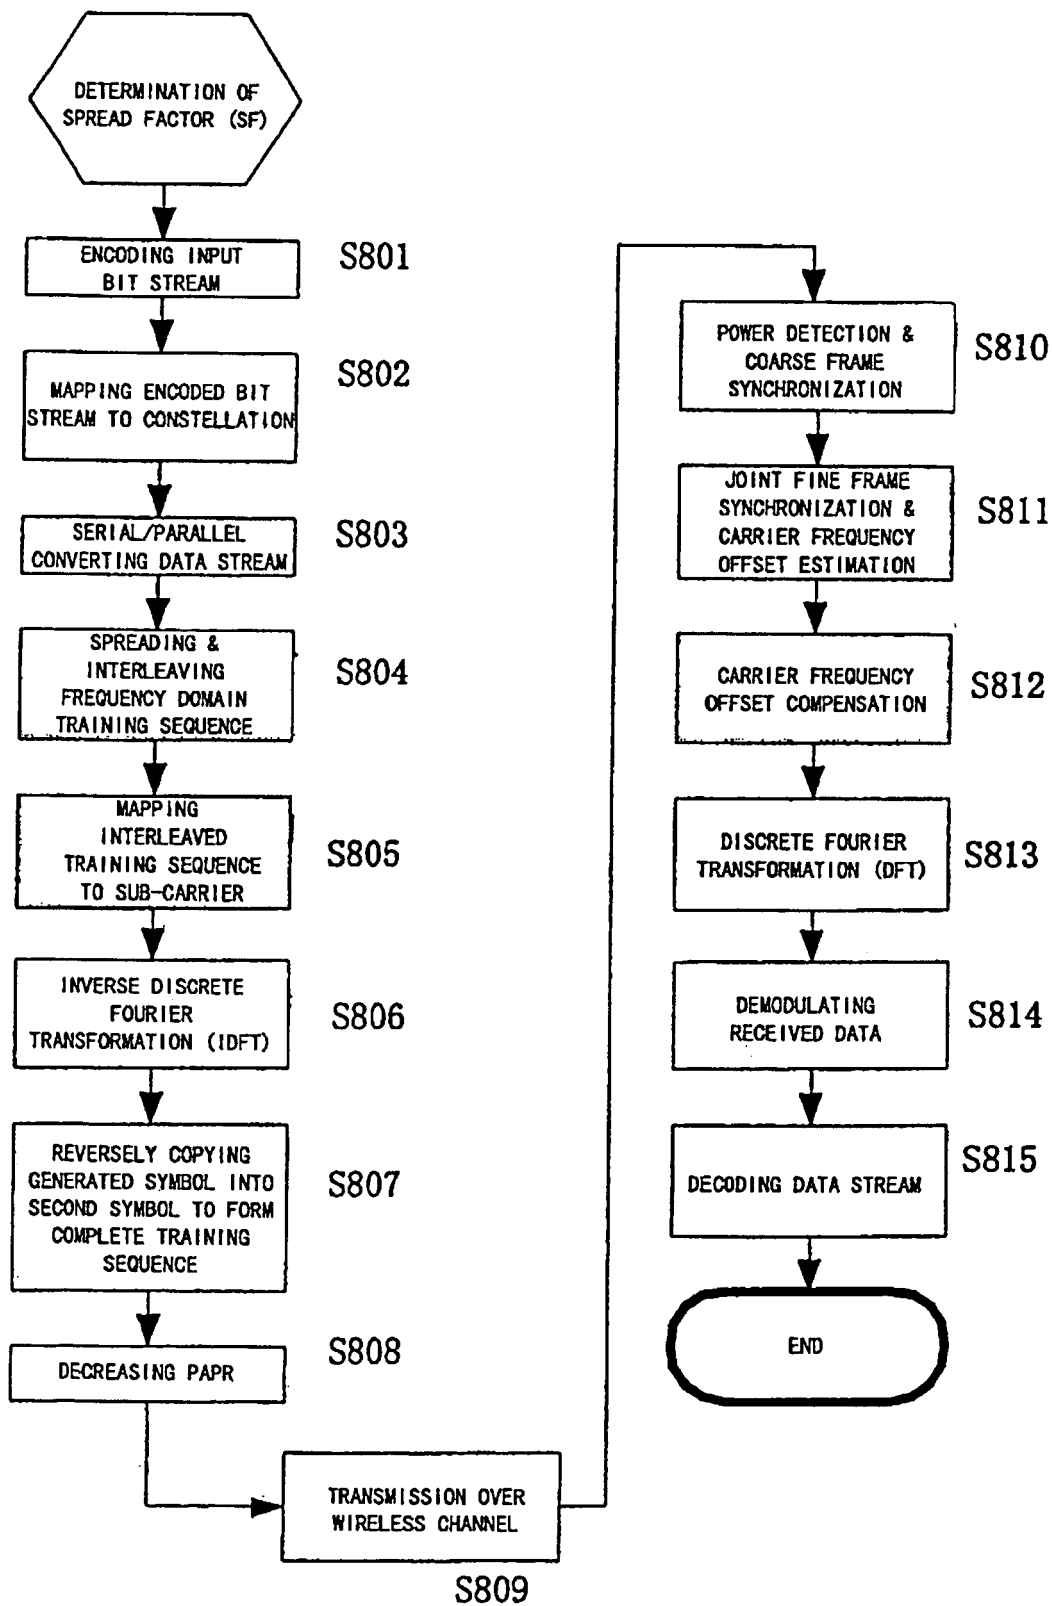 DETERMINATION OF
SPREAD FACTOR (SF)
ENCODING INPUT
BIT STREAM
S801
MAPPING ENCODED BIT
STREAM TO CONSTELLATION
S802
SERIAL/PARALLEL
CONVERTING DATA STREAM
S803
SPREADING &
INTERLEAVING
FREQUENCY DOMAIN
TRAINING SEQUENCE
S804
MAPPING
INTERLEAVED
TRAINING SEQUENCE
TO SUB-CARRIER
S805
INVERSE DISCRETE
FOURIER
TRANSFORMATION (IDFT)
S806
REVERSELY COPYING
GENERATED SYMBOL INTO
SECOND SYMBOL TO FORM
COMPLETE TRAINING
SEQUENCE
S807
DECREASING PAPR
S808
TRANSMISSION OVER
WIRELESS CHANNEL
S809
POWER DETECTION &
COARSE FRAME
SYNCHRONIZATION
S810
JOINT FINE FRAME
SYNCHRONIZATION &
CARRIER FREQUENCY
OFFSET ESTIMATION
S811
CARRIER FREQUENCY
OFFSET COMPENSATION
S812
DISCRETE FOURIER
TRANSFORMATION (DFT)
S813
DEMODULATING
RECEIVED DATA
S814
DECODING DATA STREAM
S815
END